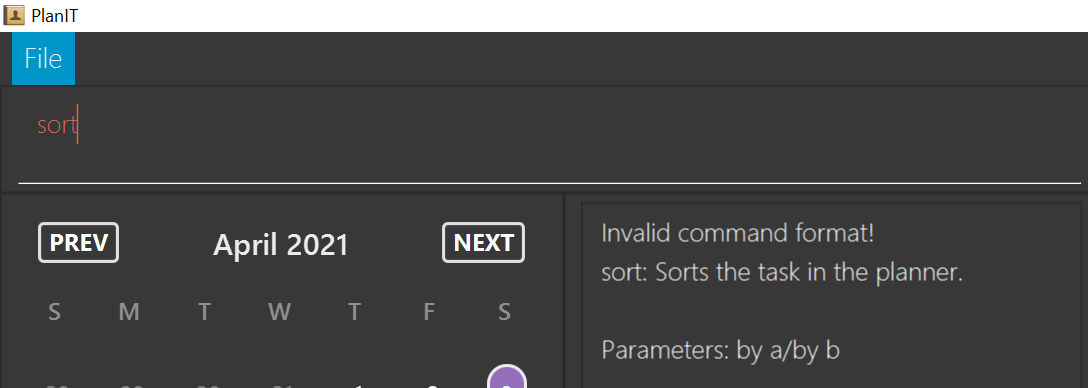 PlanIT
File
sort
PREV April 2021 NEXT
S M T W T F S
Invalid command format!
sort: Sorts the task in the planner.
Parameters: by a/by b